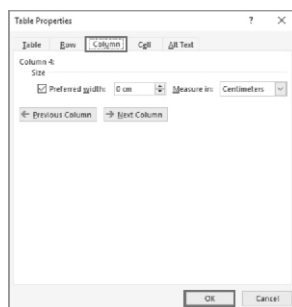 Table Properties ? ×
Table Row Column Cell Alt Text
Column 4:
Size
Preferred width: 0 cm Measure in: Centimeters
Previous Column Next Column
OK Cancel